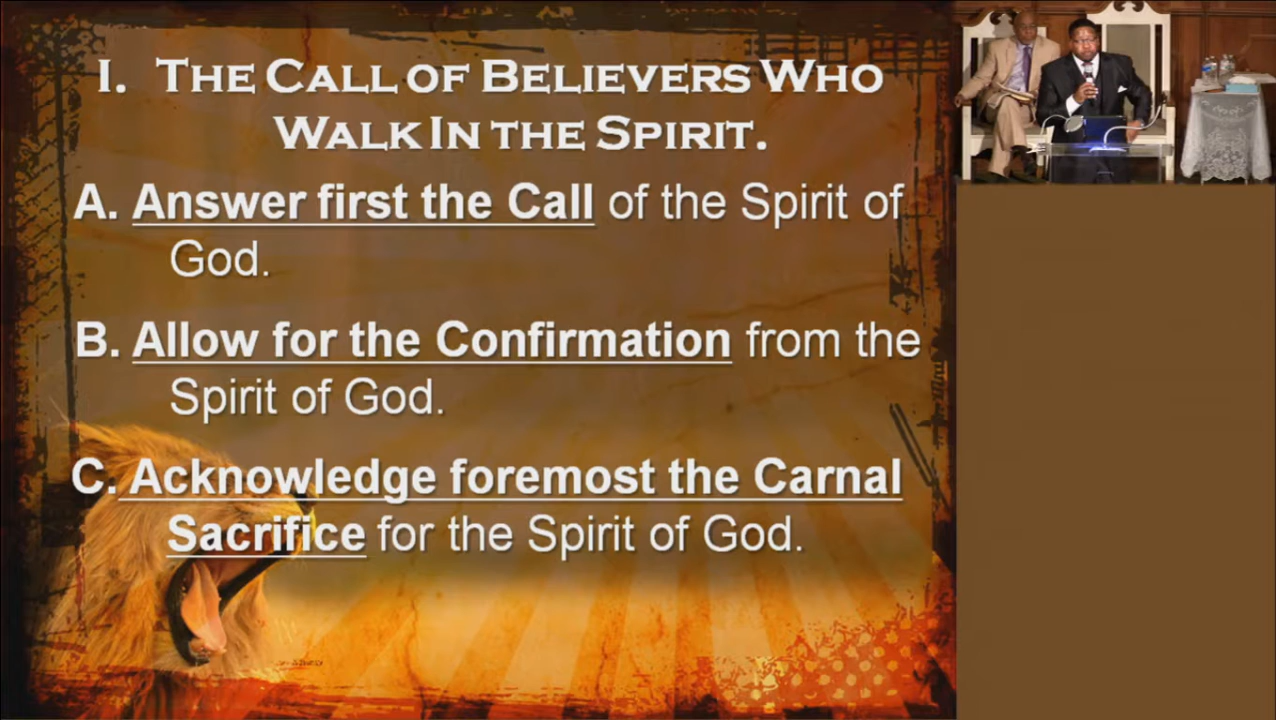 I. THE CALL OF BELIEVERS WHO
WALK IN THE SPIRIT.
A. Answer first the Call of the Spirit of
God.
B. Allow for the Confirmation from the
Spirit of God.
C. Acknowledge foremost the Carnal
Sacrifice for the Spirit of God.